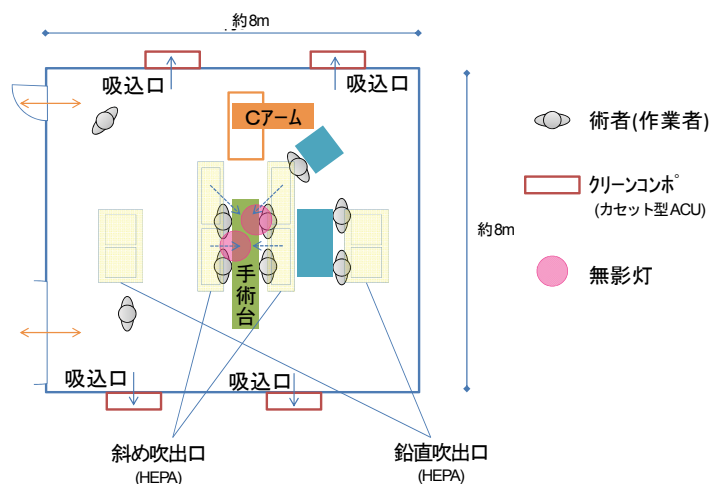 約8m
吸込口
吸込口
Cアーム
術者(作業者)
クリーンコンポ
(カセット型ACU)
約8m
無影灯
手術台
吸込口
吸込口
斜め吹出口
(HEPA)
鉛直吹出口
(HEPA)